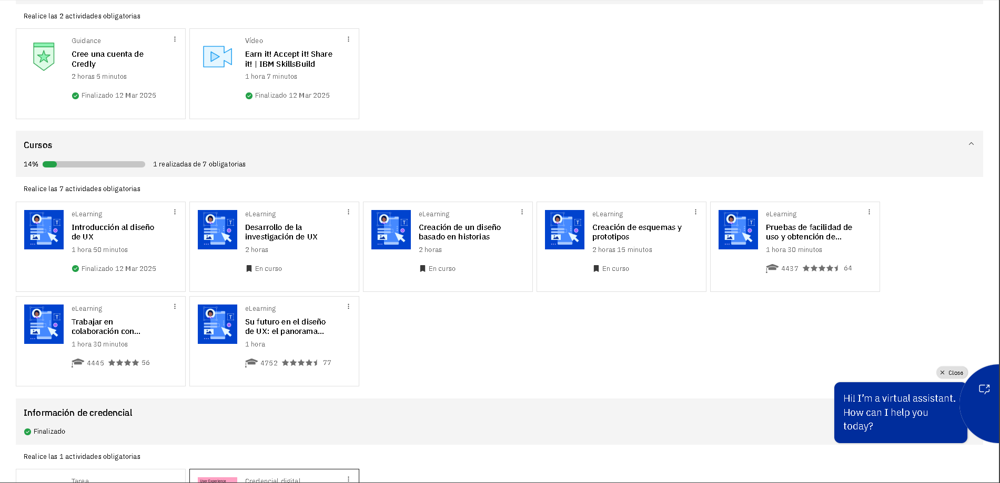 Realice las 2 actividades obligatorias
Guidance
Cree una cuenta de
Credly
2 horas 5 minutos
Finalizado 12 Mar 2025
Vídeo
Earn it! Accept it! Share
it! | IBM SkillsBuild
1 hora 7 minutos
Finalizado 12 Mar 2025
Cursos
14%
1 realizadas de 7 obligatorias
Realice las 7 actividades obligatorias
eLearning
Introducción al diseño
de UX
1 hora 50 minutos
Finalizado 12 Mar 2025
eLearning
Desarrollo de la
investigación de UX
2 horas
En curso
eLearning
Creación de un diseño
basado en historias
2 horas
En curso
eLearning
Creación de esquemas y
prototipos
2 horas 15 minutos
En curso
eLearning
Pruebas de facilidad de
uso y obtención de...
1 hora 30 minutos
4437 64
eLearning
Trabajar en
colaboración con...
1 hora 30 minutos
4445 56
eLearning
Su futuro en el diseño
de UX: el panorama...
1 hora
4752 77
Close
Hi! I'm a virtual assistant.
How can I help you
today?
Información de credencial
Finalizado
Realice las 1 actividades obligatorias
Tarea
User Experience
Credencial digital